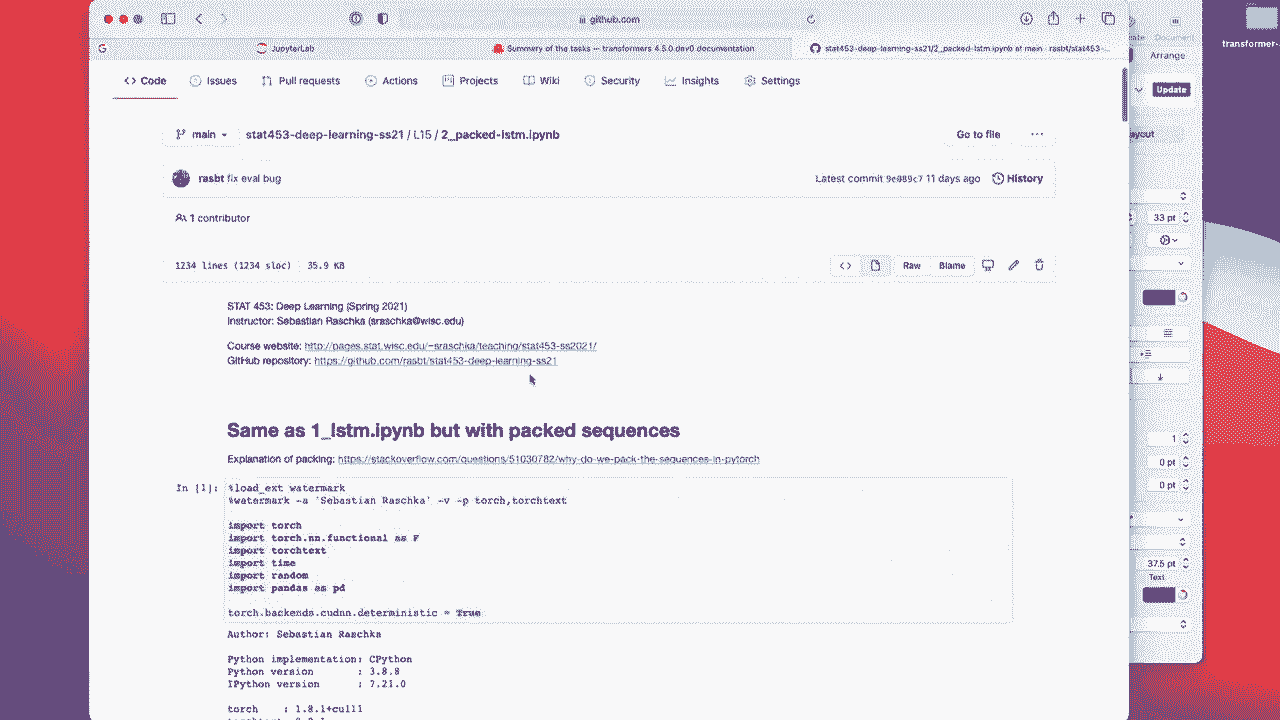 github.com
JupyterLab
Summary of the tasks — transformers 4.5.0.dev0 documentation
stat453-deep-learning-ss21/2_packed-lstm.ipynb at main · rasbt/stat453-...
transformer-
Arrange
Update
Code Issues Pull requests Actions Projects Wiki Security Insights Settings
main stat453-deep-learning-ss21 / L15 / 2_packed-lstm.ipynb Go to file ...
rasbt fix eval bug Latest commit 9e089c7 11 days ago History
1 contributor
33 pt
1234 lines (1234 sloc) 35.9 KB Raw Blame
STAT 453: Deep Learning (Spring 2021)
Instructor: Sebastian Raschka (sraschka@wisc.edu)
Course website: http://pages.stat.wisc.edu/~sraschka/teaching/stat453-ss2021/
GitHub repository: https://github.com/rasbt/stat453-deep-learning-ss21
Same as 1_lstm.ipynb but with packed sequences
Explanation of packing: https://stackoverflow.com/questions/51030782/why-do-we-pack-the-sequences-in-pytorch
In [1]: %load_ext watermark
%watermark -a 'Sebastian Raschka' -v -p torch,torchtext
import torch
import torch.nn.functional as F
import torchtext
import time
import random
import pandas as pd
torch.backends.cudnn.deterministic = True
Author: Sebastian Raschka
Python implementation: CPython
Python version : 3.8.8
IPython version : 7.21.0
torch : 1.8.1+cu111
1
0 pt
0 pt
37.5 pt
Text